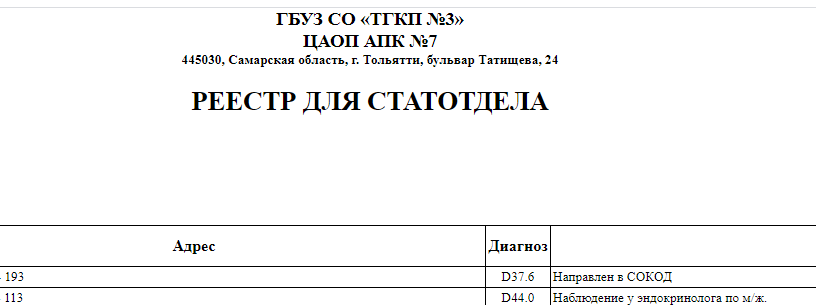 ГБУЗ СО «ТГКП №3»
ЦАОП АПК №7
445030, Самарская область, г. Тольятти, бульвар Татищева, 24
РЕЕСТР ДЛЯ СТАТОТДЕЛА
Адрес Диагноз
193 D37.6 Направлен в СОКОД
113 D44.0 Наблюдение у эндокринолога по м/ж.